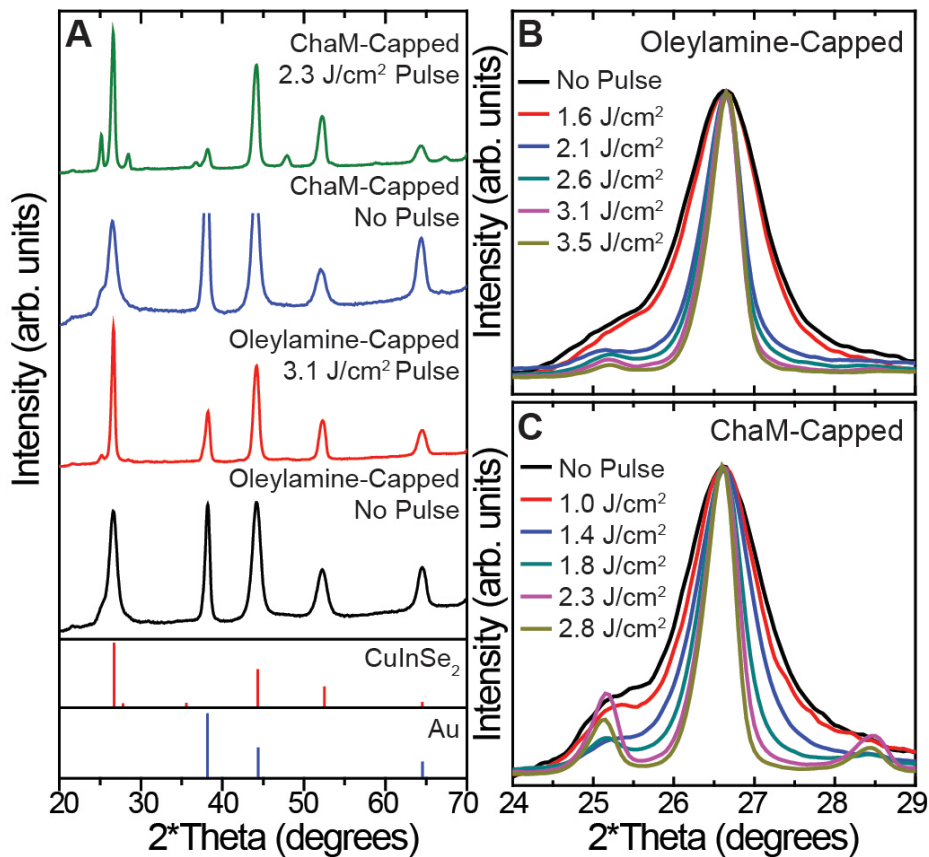 A
ChaM-Capped
2.3 J/cm² Pulse
ChaM-Capped
No Pulse
Oleylamine-Capped
3.1 J/cm² Pulse
Oleylamine-Capped
No Pulse
CuInSe₂
Au
Intensity (arb. units)
20 30 40 50 60 70
2*Theta (degrees)
B
Oleylamine-Capped
No Pulse
1.6 J/cm²
2.1 J/cm²
2.6 J/cm²
3.1 J/cm²
3.5 J/cm²
Intensity (arb. units)
C
ChaM-Capped
No Pulse
1.0 J/cm²
1.4 J/cm²
1.8 J/cm²
2.3 J/cm²
2.8 J/cm²
Intensity (arb. units)
24 25 26 27 28 29
2*Theta (degrees)